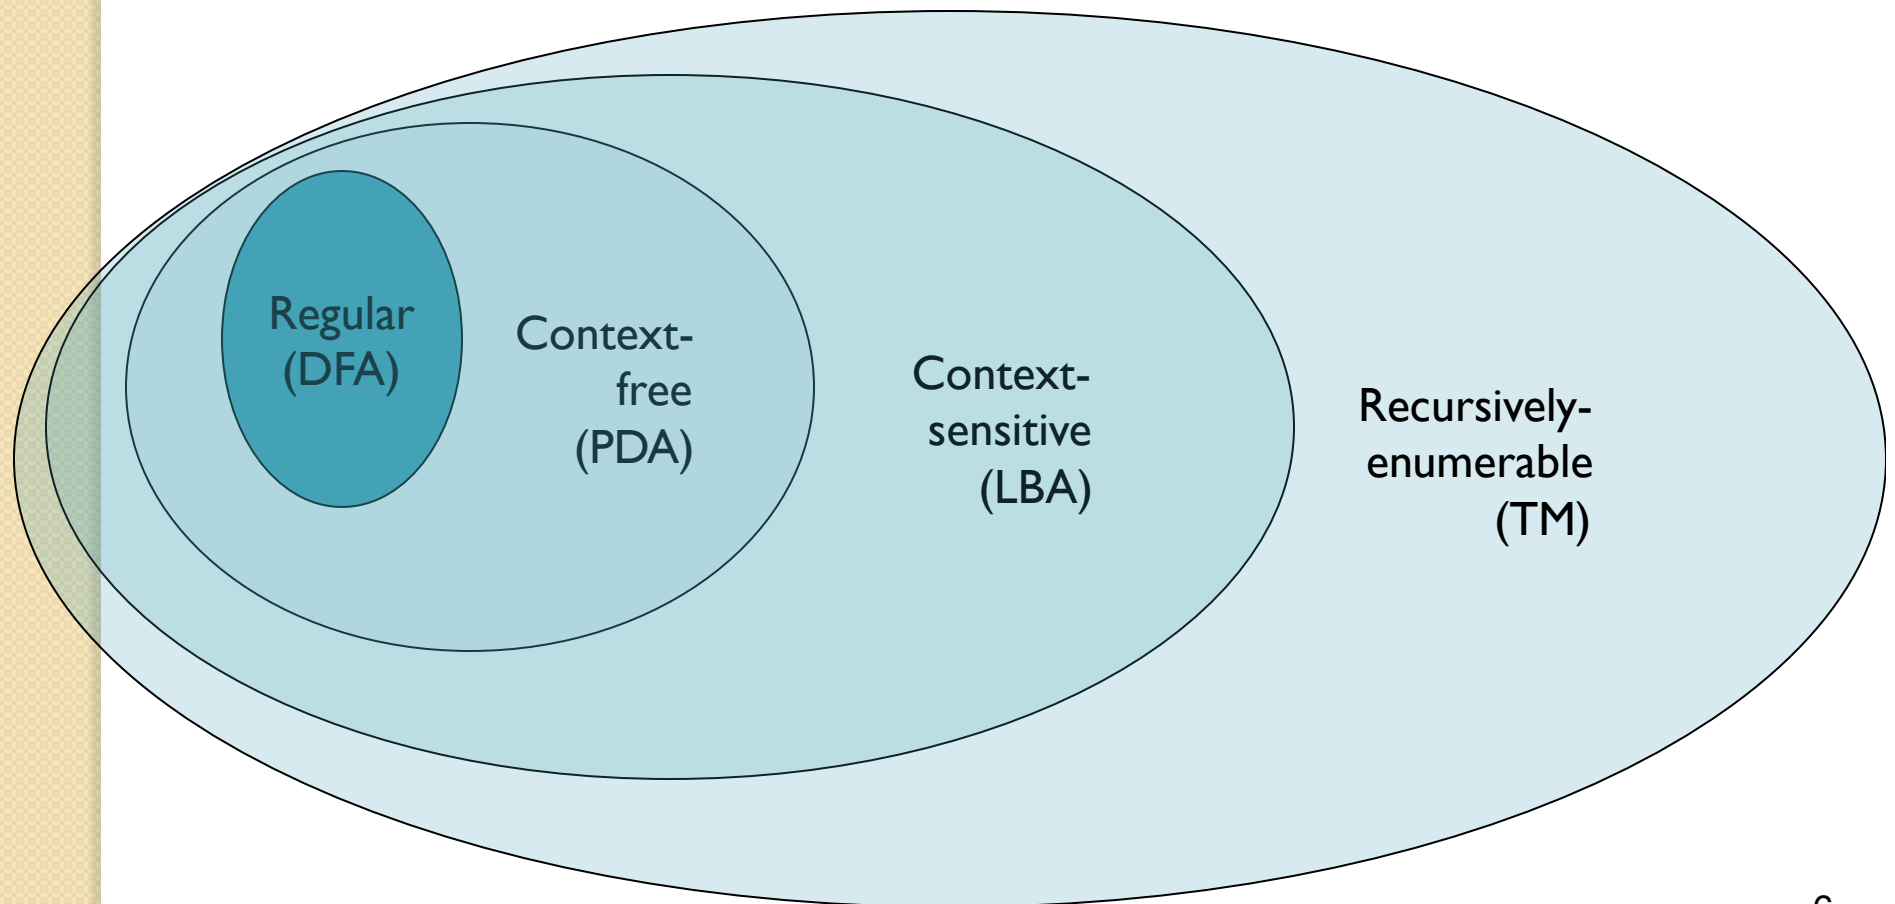 Regular
(DFA)
Context-
free
(PDA)
Context-
sensitive
(LBA)
Recursively-
enumerable
(TM)